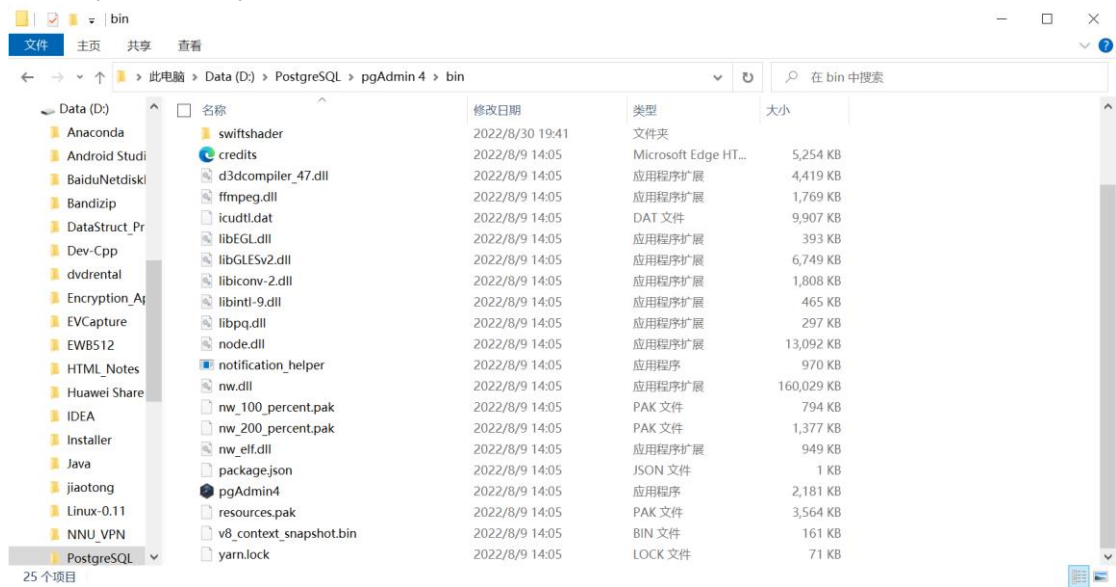 bin
文件 主页 共享 查看
此电脑 > Data (D:) > PostgreSQL > pgAdmin 4 > bin
在 bin 中搜索
Data (D:)
Anaconda
Android Studi
BaiduNetdiskl
Bandizip
DataStruct_Pr
Dev-Cpp
dvdrental
Encryption_Ap
EVCapture
EWB512
HTML_Notes
Huawei Share
IDEA
Installer
Java
jiaotong
Linux-0.11
NNU_VPN
PostgreSQL
名称 修改日期 类型 大小
swiftshader 2022/8/30 19:41 文件夹
credits 2022/8/9 14:05 Microsoft Edge HT... 5,254 KB
d3dcompiler_47.dll 2022/8/9 14:05 应用程序扩展 4,419 KB
ffmpeg.dll 2022/8/9 14:05 应用程序扩展 1,769 KB
icudtl.dat 2022/8/9 14:05 DAT 文件 9,907 KB
libEGL.dll 2022/8/9 14:05 应用程序扩展 393 KB
libGLESv2.dll 2022/8/9 14:05 应用程序扩展 6,749 KB
libiconv-2.dll 2022/8/9 14:05 应用程序扩展 1,808 KB
libintl-9.dll 2022/8/9 14:05 应用程序扩展 465 KB
libpq.dll 2022/8/9 14:05 应用程序扩展 297 KB
node.dll 2022/8/9 14:05 应用程序扩展 13,092 KB
notification_helper 2022/8/9 14:05 应用程序 970 KB
nw.dll 2022/8/9 14:05 应用程序扩展 160,029 KB
nw_100_percent.pak 2022/8/9 14:05 PAK 文件 794 KB
nw_200_percent.pak 2022/8/9 14:05 PAK 文件 1,377 KB
nw_elf.dll 2022/8/9 14:05 应用程序扩展 949 KB
package.json 2022/8/9 14:05 JSON 文件 1 KB
pgAdmin4 2022/8/9 14:05 应用程序 2,181 KB
resources.pak 2022/8/9 14:05 PAK 文件 3,564 KB
v8_context_snapshot.bin 2022/8/9 14:05 BIN 文件 161 KB
yarn.lock 2022/8/9 14:05 LOCK 文件 71 KB
25 个项目